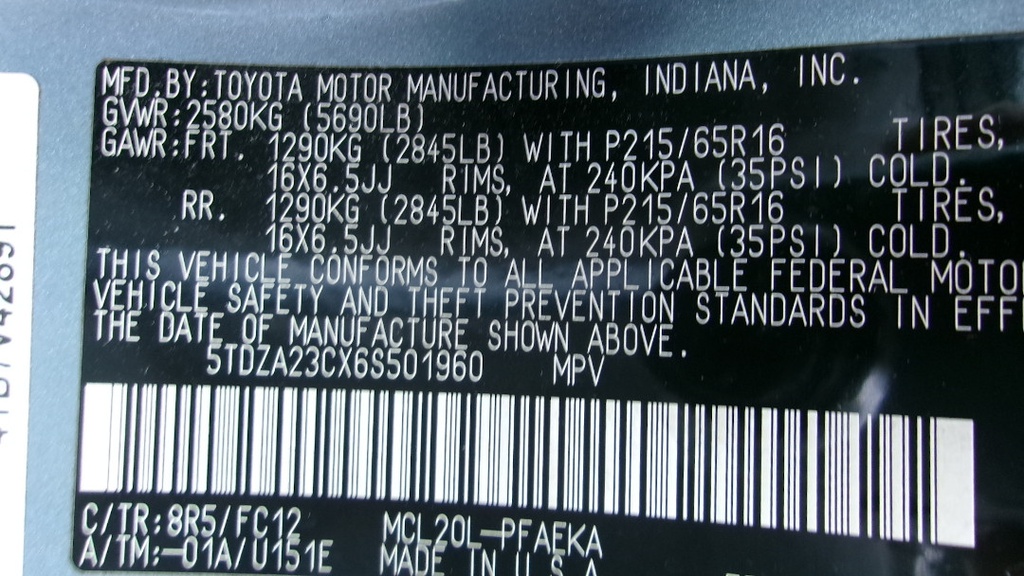 MFD.BY:TOYOTA MOTOR MANUFACTURING, INDIANA, INC.
GVWR:2580KG (5690LB)
GAWR:FRT. 1290KG (2845LB) WITH P215/65R16 TIRES,
16X6.5JJ RIMS, AT 240KPA (35PSI) COLD.
RR. 1290KG (2845LB) WITH P215/65R16 TIRES,
16X6.5JJ RIMS, AT 240KPA (35PSI) COLD.
THIS VEHICLE CONFORMS TO ALL APPLICABLE FEDERAL MOTO
VEHICLE SAFETY AND THEFT PREVENTION STANDARDS IN EFF
THE DATE OF MANUFACTURE SHOWN ABOVE.
5TDZA23CX6S501960 MPV
C/TR:8R5/FC12 MCL20L-PFAEKA
A/TM:-01A/U151E MADE IN U.S.A